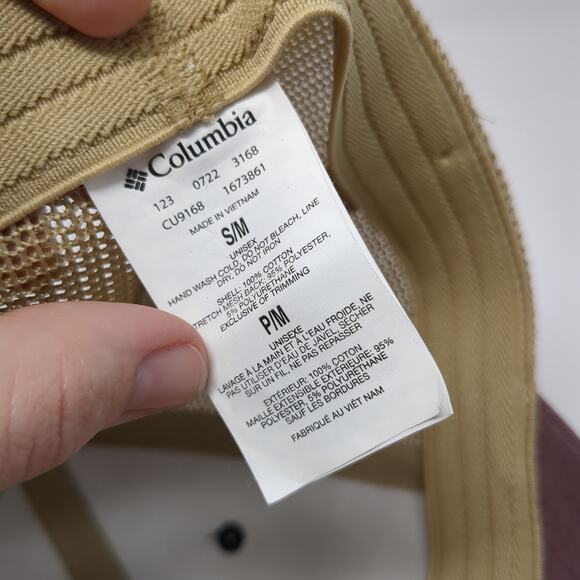 Columbia
123 0722 3168
CU9168 1673861
MADE IN VIETNAM
S/M
UNISEX
HAND WASH COLD, DO NOT BLEACH, LINE
DRY, DO NOT IRON
SHELL: 100% COTTON
STRETCH MESH BACK: 95% POLYESTER,
5% POLYURETHANE
EXCLUSIVE OF TRIMMING
P/M
UNISEXE
LAVAGE À LA MAIN ET À L'EAU FROIDE, NE
PAS UTILISER D'EAU DE JAVEL, SÉCHER
SUR UN FIL, NE PAS REPASSER
EXTÉRIEUR: 100% COTON
MAILLE EXTENSIBLE EXTÉRIEUR: 95%
POLYESTER, 5% POLYURÉTHANE
SAUF LES BORDURES
FABRIQUÉ AU VIÊT NAM